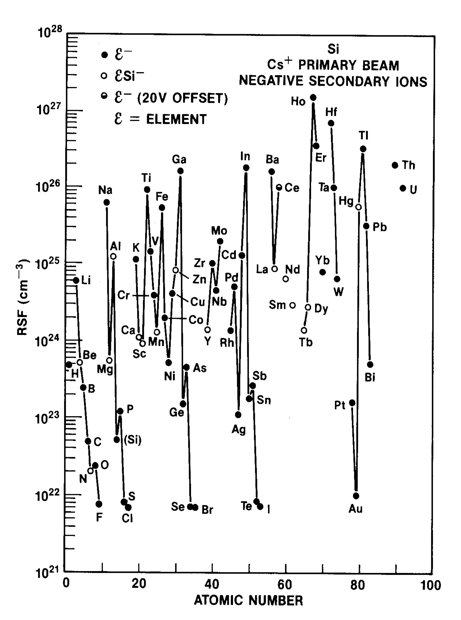 Si
Cs+ PRIMARY BEAM
NEGATIVE SECONDARY IONS
ℰ−
ℰSi−
ℰ− (20V OFFSET)
ℰ = ELEMENT
RSF (cm−3)
10^28
10^27
10^26
10^25
10^24
10^23
10^22
10^21
H
Li
Be
B
C
N
O
F
Na
Mg
Al
(Si)
P
S
Cl
K
Ca
Sc
Ti
V
Cr
Mn
Fe
Co
Ni
Cu
Zn
Ga
Ge
As
Se
Br
Y
Zr
Nb
Mo
Rh
Pd
Ag
Cd
In
Sn
Sb
Te
I
Ba
La
Ce
Nd
Sm
Tb
Dy
Ho
Er
Yb
Hf
Ta
W
Pt
Au
Hg
Tl
Pb
Bi
Th
U
0 20 40 60 80 100
ATOMIC NUMBER